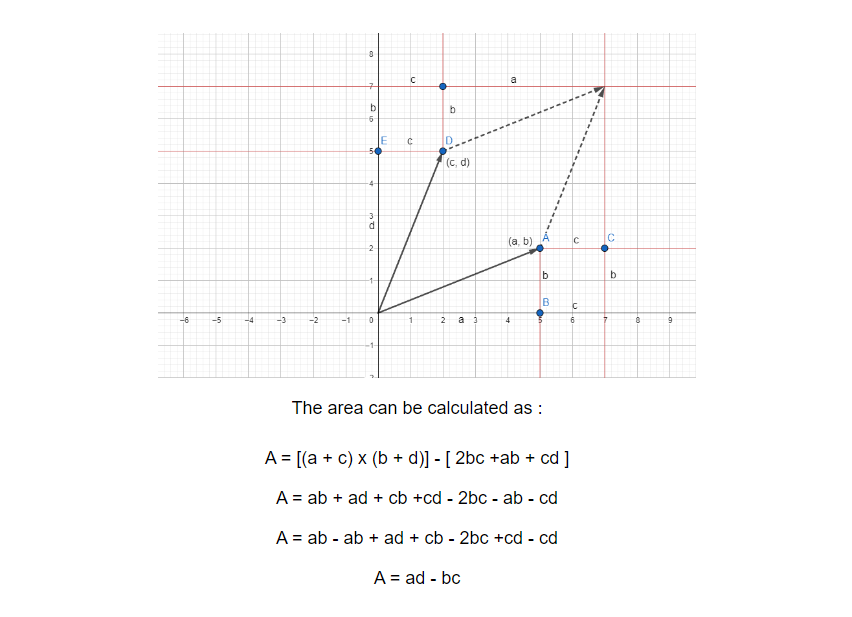 8
c a
7
b b
6
E c D
5
(c, d)
4
3
d
(a, b) A c C
2
b b
1
B c
-6 -5 -4 -3 -2 -1 0 1 2 a 3 4 5 6 7 8 9
-1
The area can be calculated as :
A = [(a + c) x (b + d)] - [ 2bc +ab + cd ]
A = ab + ad + cb +cd - 2bc - ab - cd
A = ab - ab + ad + cb - 2bc +cd - cd
A = ad - bc